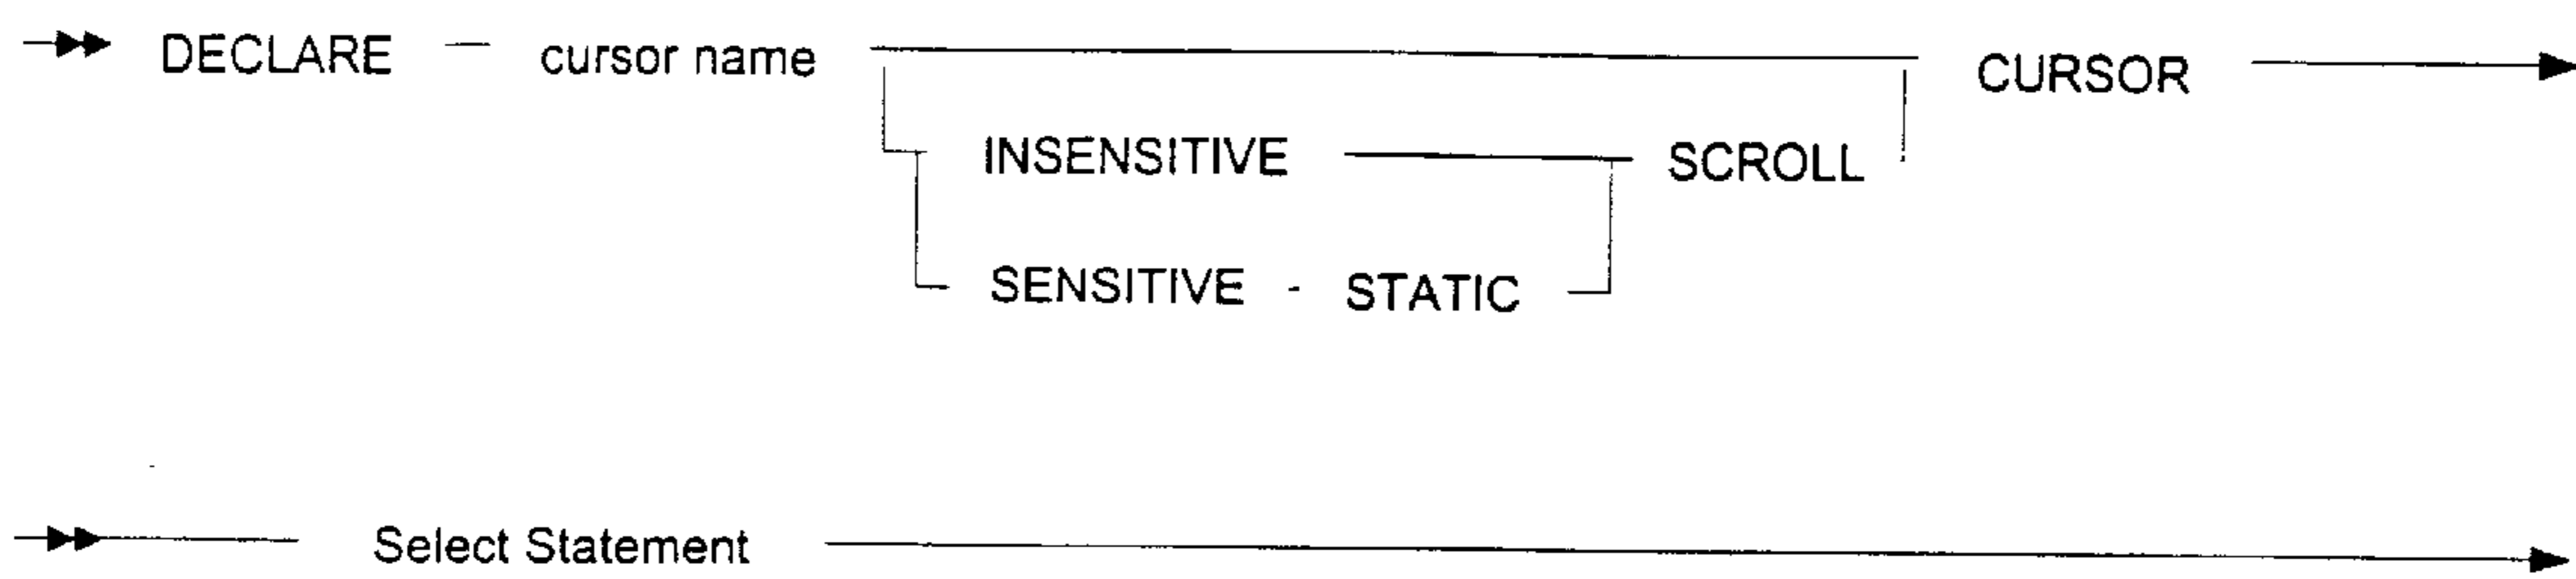 DECLARE cursor name CURSOR
INSENSITIVE SCROLL
SENSITIVE - STATIC
Select Statement